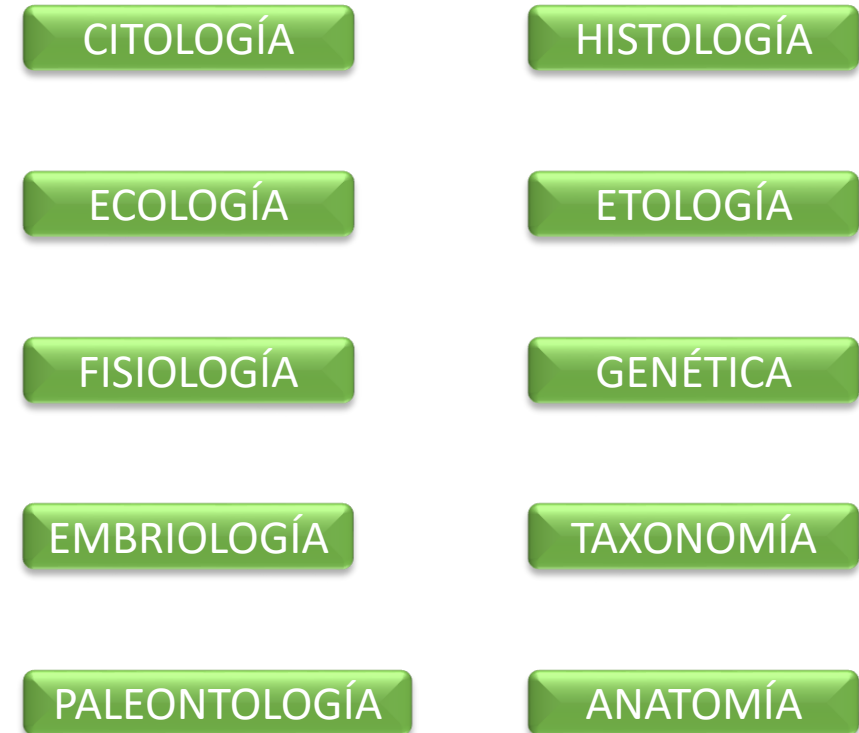 CITOLOGÍA
HISTOLOGÍA
ECOLOGÍA
ETOLOGÍA
FISIOLOGÍA
GENÉTICA
EMBRIOLOGÍA
TAXONOMÍA
PALEONTOLOGÍA
ANATOMÍA